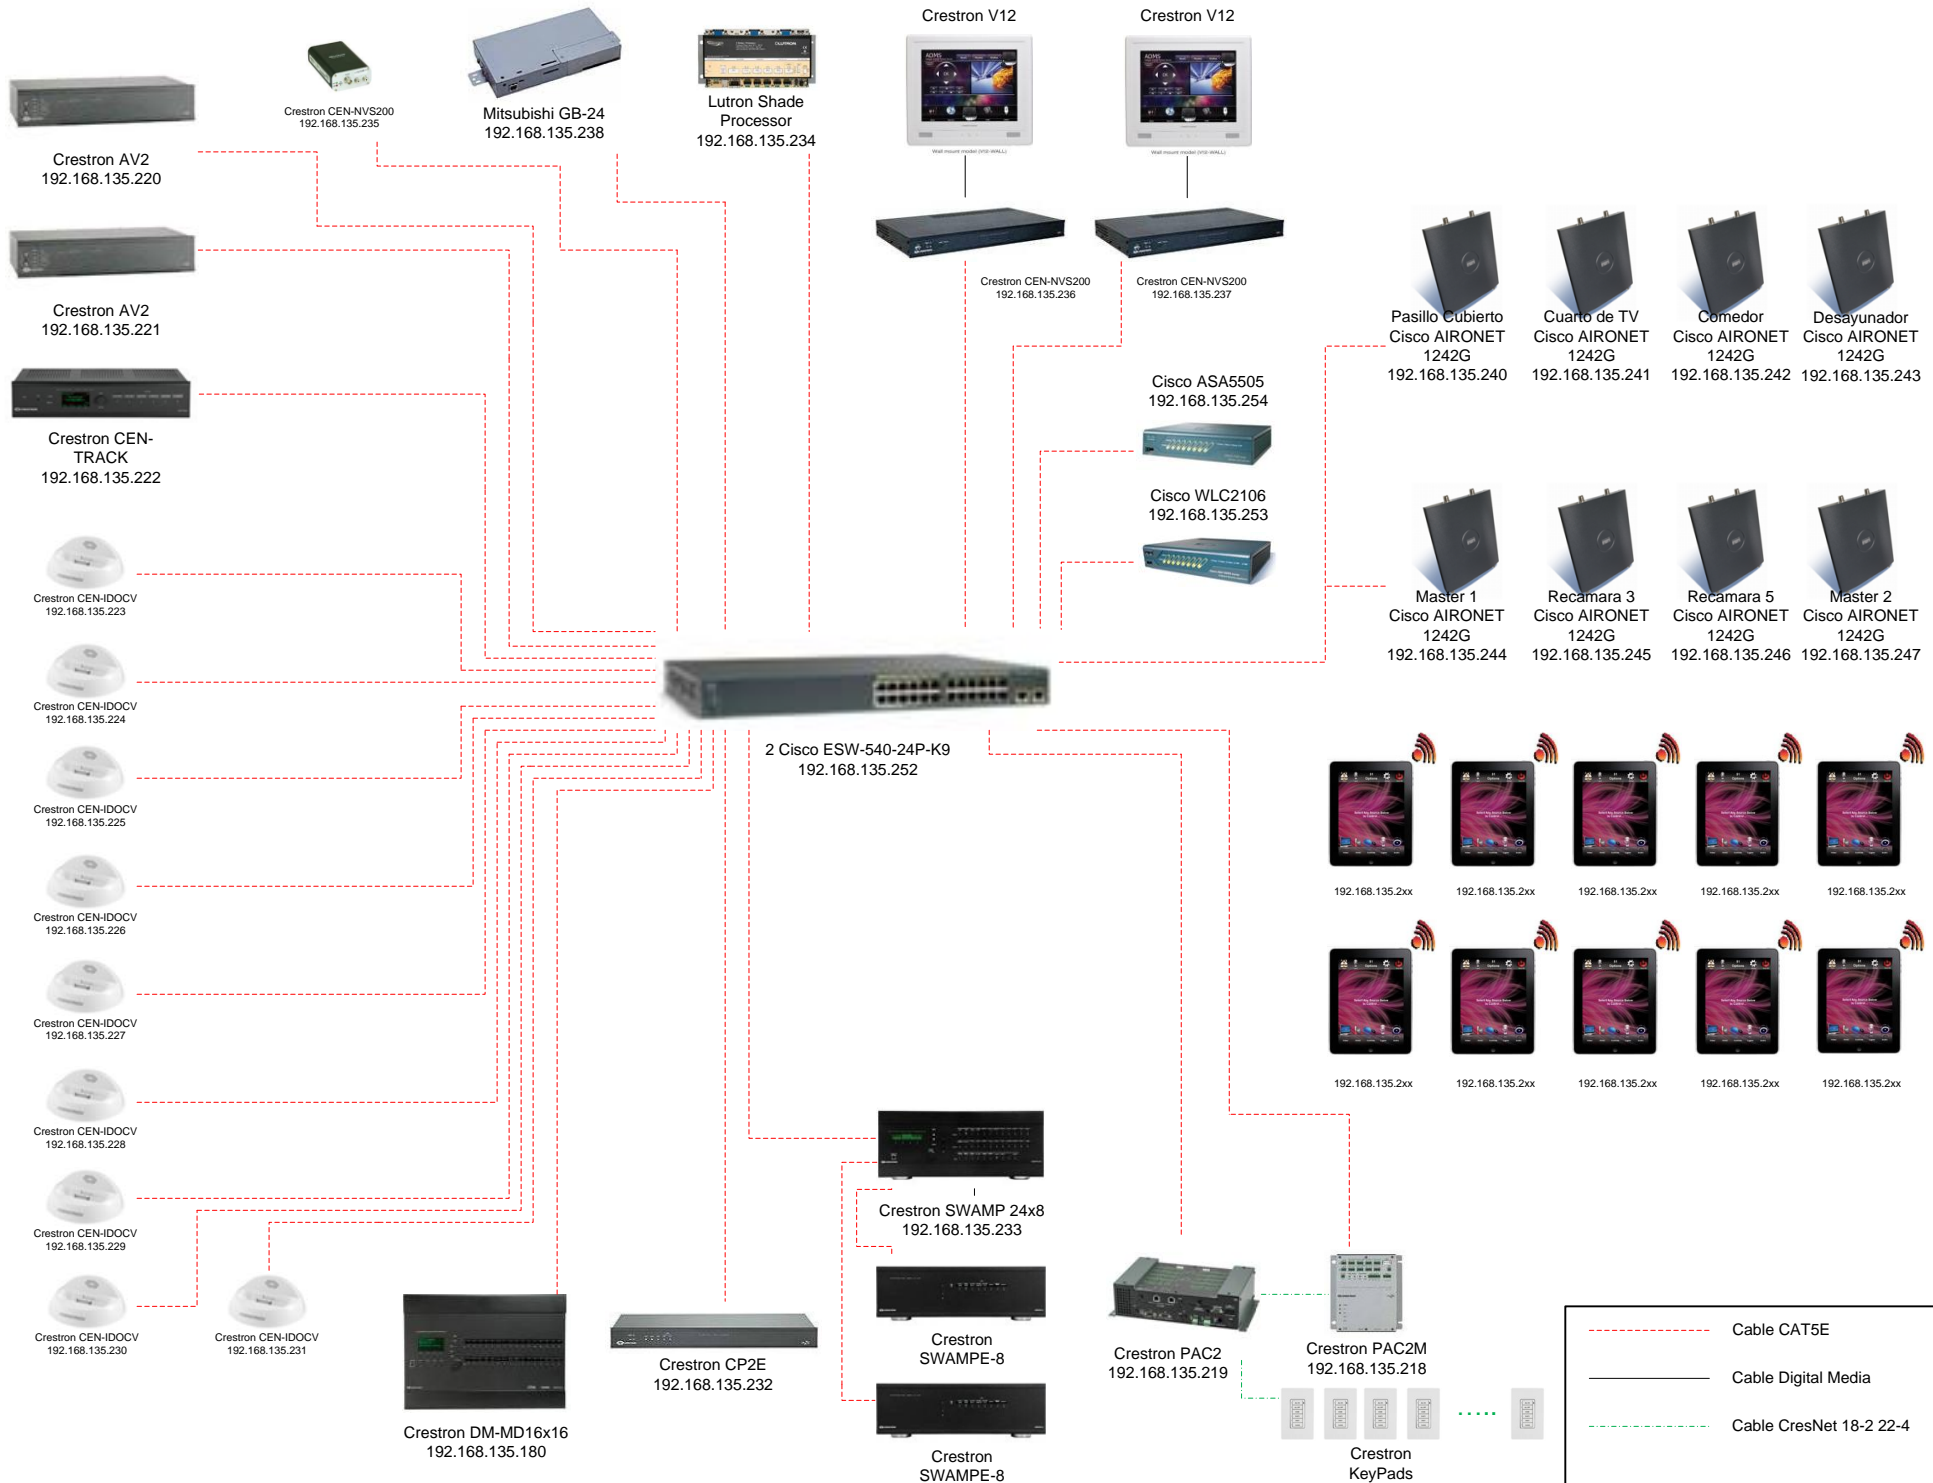 Crestron V12
Crestron V12
Crestron CEN-NVS200
192.168.135.235
Mitsubishi GB-24
192.168.135.238
Lutron Shade
Processor
192.168.135.234
Wall mount model (V12-WALL)
Wall mount model (V12-WALL)
Crestron AV2
192.168.135.220
Crestron AV2
192.168.135.221
Crestron CEN-NVS200
192.168.135.236
Crestron CEN-NVS200
192.168.135.237
Pasillo Cubierto
Cisco AIRONET
1242G
192.168.135.240
Cuarto de TV
Cisco AIRONET
1242G
192.168.135.241
Comedor
Cisco AIRONET
1242G
192.168.135.242
Desayunador
Cisco AIRONET
1242G
192.168.135.243
Cisco ASA5505
192.168.135.254
Crestron CEN-
TRACK
192.168.135.222
Cisco WLC2106
192.168.135.253
Master 1
Cisco AIRONET
1242G
192.168.135.244
Recamara 3
Cisco AIRONET
1242G
192.168.135.245
Recamara 5
Cisco AIRONET
1242G
192.168.135.246
Master 2
Cisco AIRONET
1242G
192.168.135.247
Crestron CEN-IDOCV
192.168.135.223
Crestron CEN-IDOCV
192.168.135.224
2 Cisco ESW-540-24P-K9
192.168.135.252
Crestron CEN-IDOCV
192.168.135.225
192.168.135.2xx
192.168.135.2xx
192.168.135.2xx
192.168.135.2xx
192.168.135.2xx
Crestron CEN-IDOCV
192.168.135.226
Crestron CEN-IDOCV
192.168.135.227
192.168.135.2xx
192.168.135.2xx
192.168.135.2xx
192.168.135.2xx
192.168.135.2xx
Crestron CEN-IDOCV
192.168.135.228
Crestron CEN-IDOCV
192.168.135.229
Crestron SWAMP 24x8
192.168.135.233
Crestron CEN-IDOCV
192.168.135.230
Crestron CEN-IDOCV
192.168.135.231
Crestron DM-MD16x16
192.168.135.180
Crestron CP2E
192.168.135.232
Crestron
SWAMPE-8
Crestron
SWAMPE-8
Crestron PAC2
192.168.135.219
Crestron PAC2M
192.168.135.218
Crestron
KeyPads
Cable CAT5E
Cable Digital Media
Cable CresNet 18-2 22-4